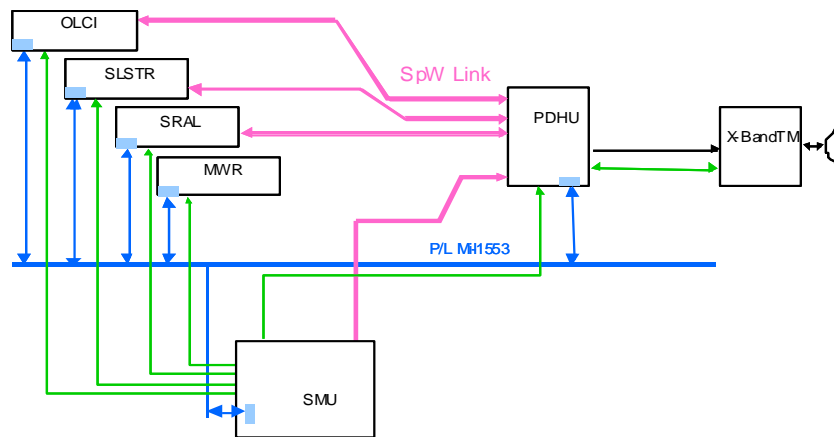 OLCI
SLSTR
SpW Link
SRAL
PDHU
X-BandTM
MWR
P/L Mil1553
SMU